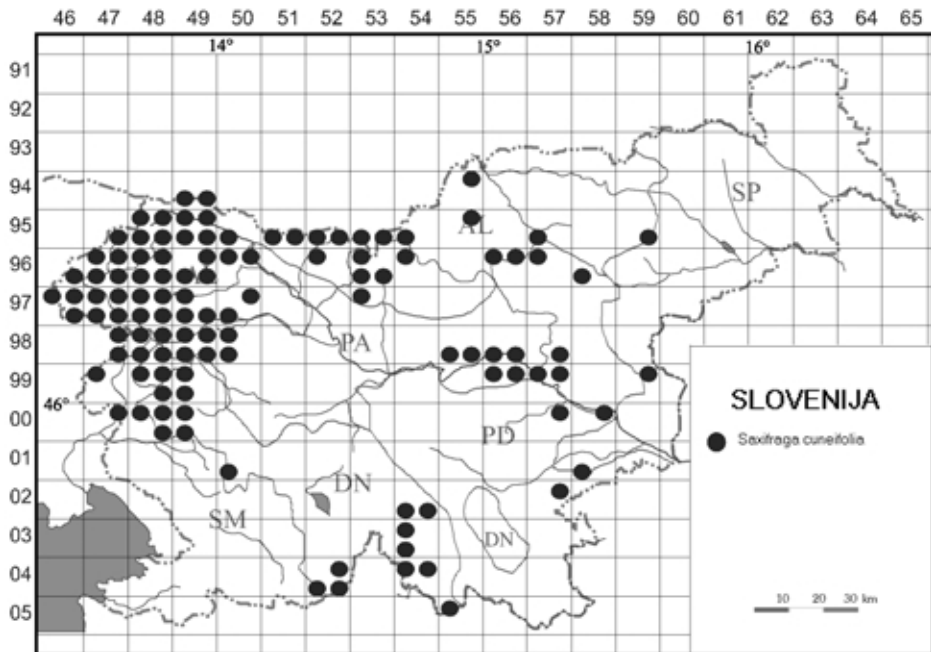 46 47 48 49 50 51 52 53 54 55 56 57 58 59 60 61 62 63 64 65
14° 15° 16°
91
92
93
94
SP
95
AL
96
97
PA
98
99
46°
SLOVENIJA
00
Saxifraga cuneifolia
PD
01
02
DN
SM
03
DN
04
05
10 20 30 km